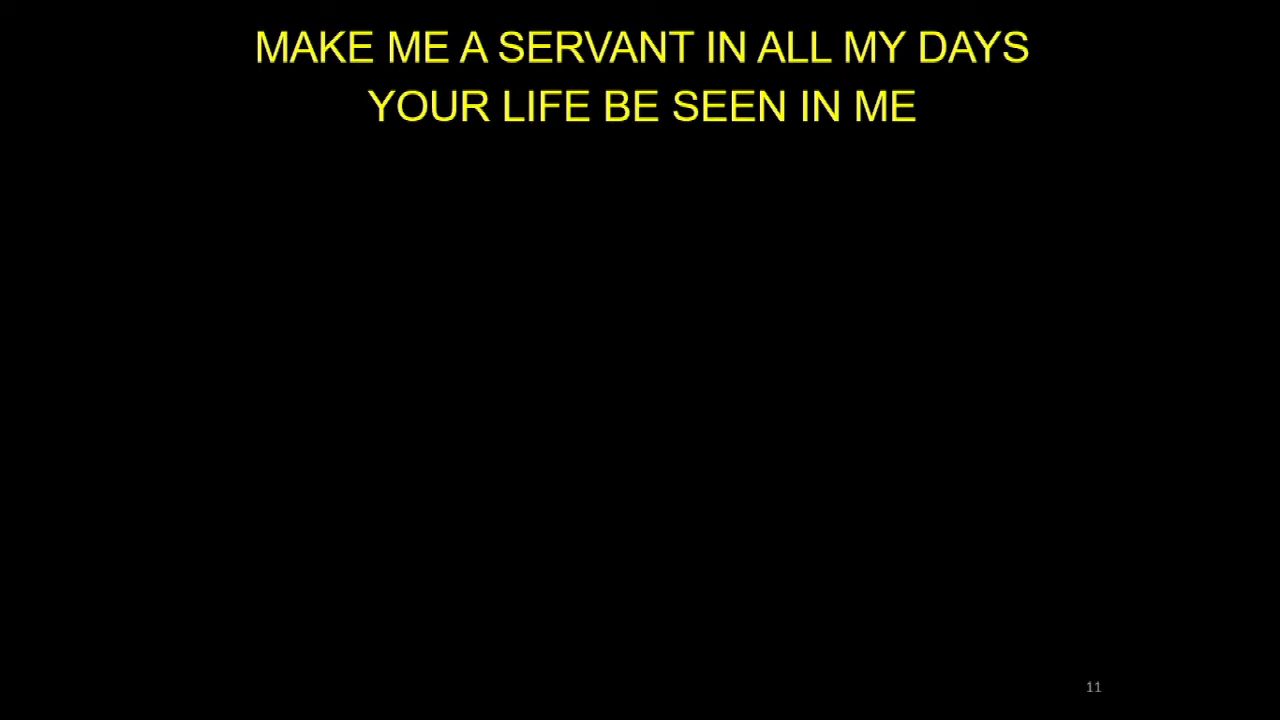 MAKE ME A SERVANT IN ALL MY DAYS
YOUR LIFE BE SEEN IN ME
11